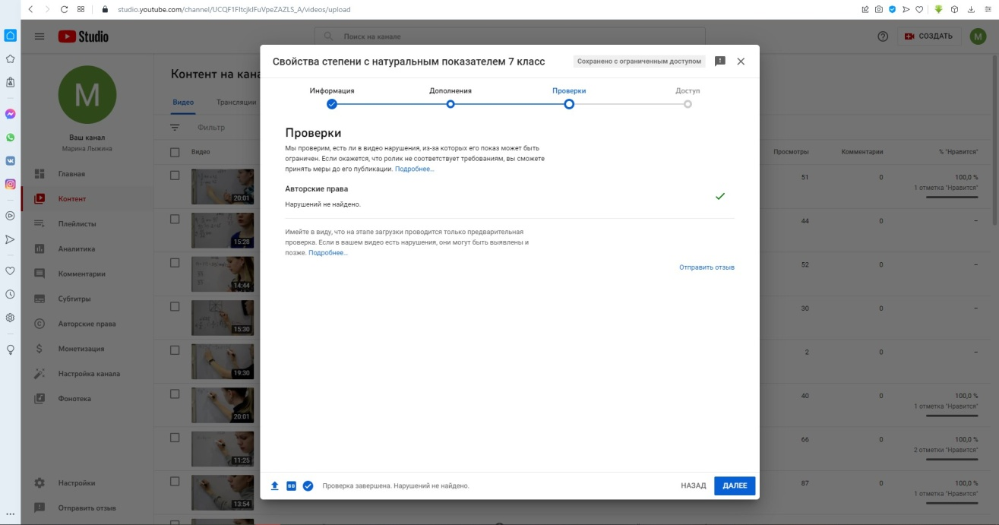 studio.youtube.com/channel/UCQF1FItcjkIFuVpeZAZLS_A/videos/upload
Studio
Поиск на канале
СОЗДАТЬ
M
M
Ваш канал
Марина Лыжина
Главная
Контент
Плейлисты
Аналитика
Комментарии
Субтитры
Авторские права
Монетизация
Настройка канала
Фонотека
Настройки
Отправить отзыв
Контент на кана
Видео
Трансляции
Фильтр
Видео
Просмотры
Комментарии
% "Нравится"
20:01
51
0
100,0 %
1 отметка "Нравится"
15:28
44
0
–
14:44
52
0
–
15:30
30
0
–
19:30
2
0
–
20:01
40
0
100,0 %
1 отметка "Нравится"
11:25
66
0
100,0 %
2 отметки "Нравится"
13:54
87
0
100,0 %
1 отметка "Нравится"
Свойства степени с натуральным показателем 7 класс
Сохранено с ограниченным доступом
Информация
Дополнения
Проверки
Доступ
Проверки
Мы проверим, есть ли в видео нарушения, из-за которых его показ может быть
ограничен. Если окажется, что ролик не соответствует требованиям, вы сможете
принять меры до его публикации. Подробнее…
Авторские права
Нарушений не найдено.
Имейте в виду, что на этапе загрузки проводится только предварительная
проверка. Если в вашем видео есть нарушения, они могут быть выявлены и
позже. Подробнее…
Отправить отзыв
SD
Проверка завершена. Нарушений не найдено.
НАЗАД
ДАЛЕЕ